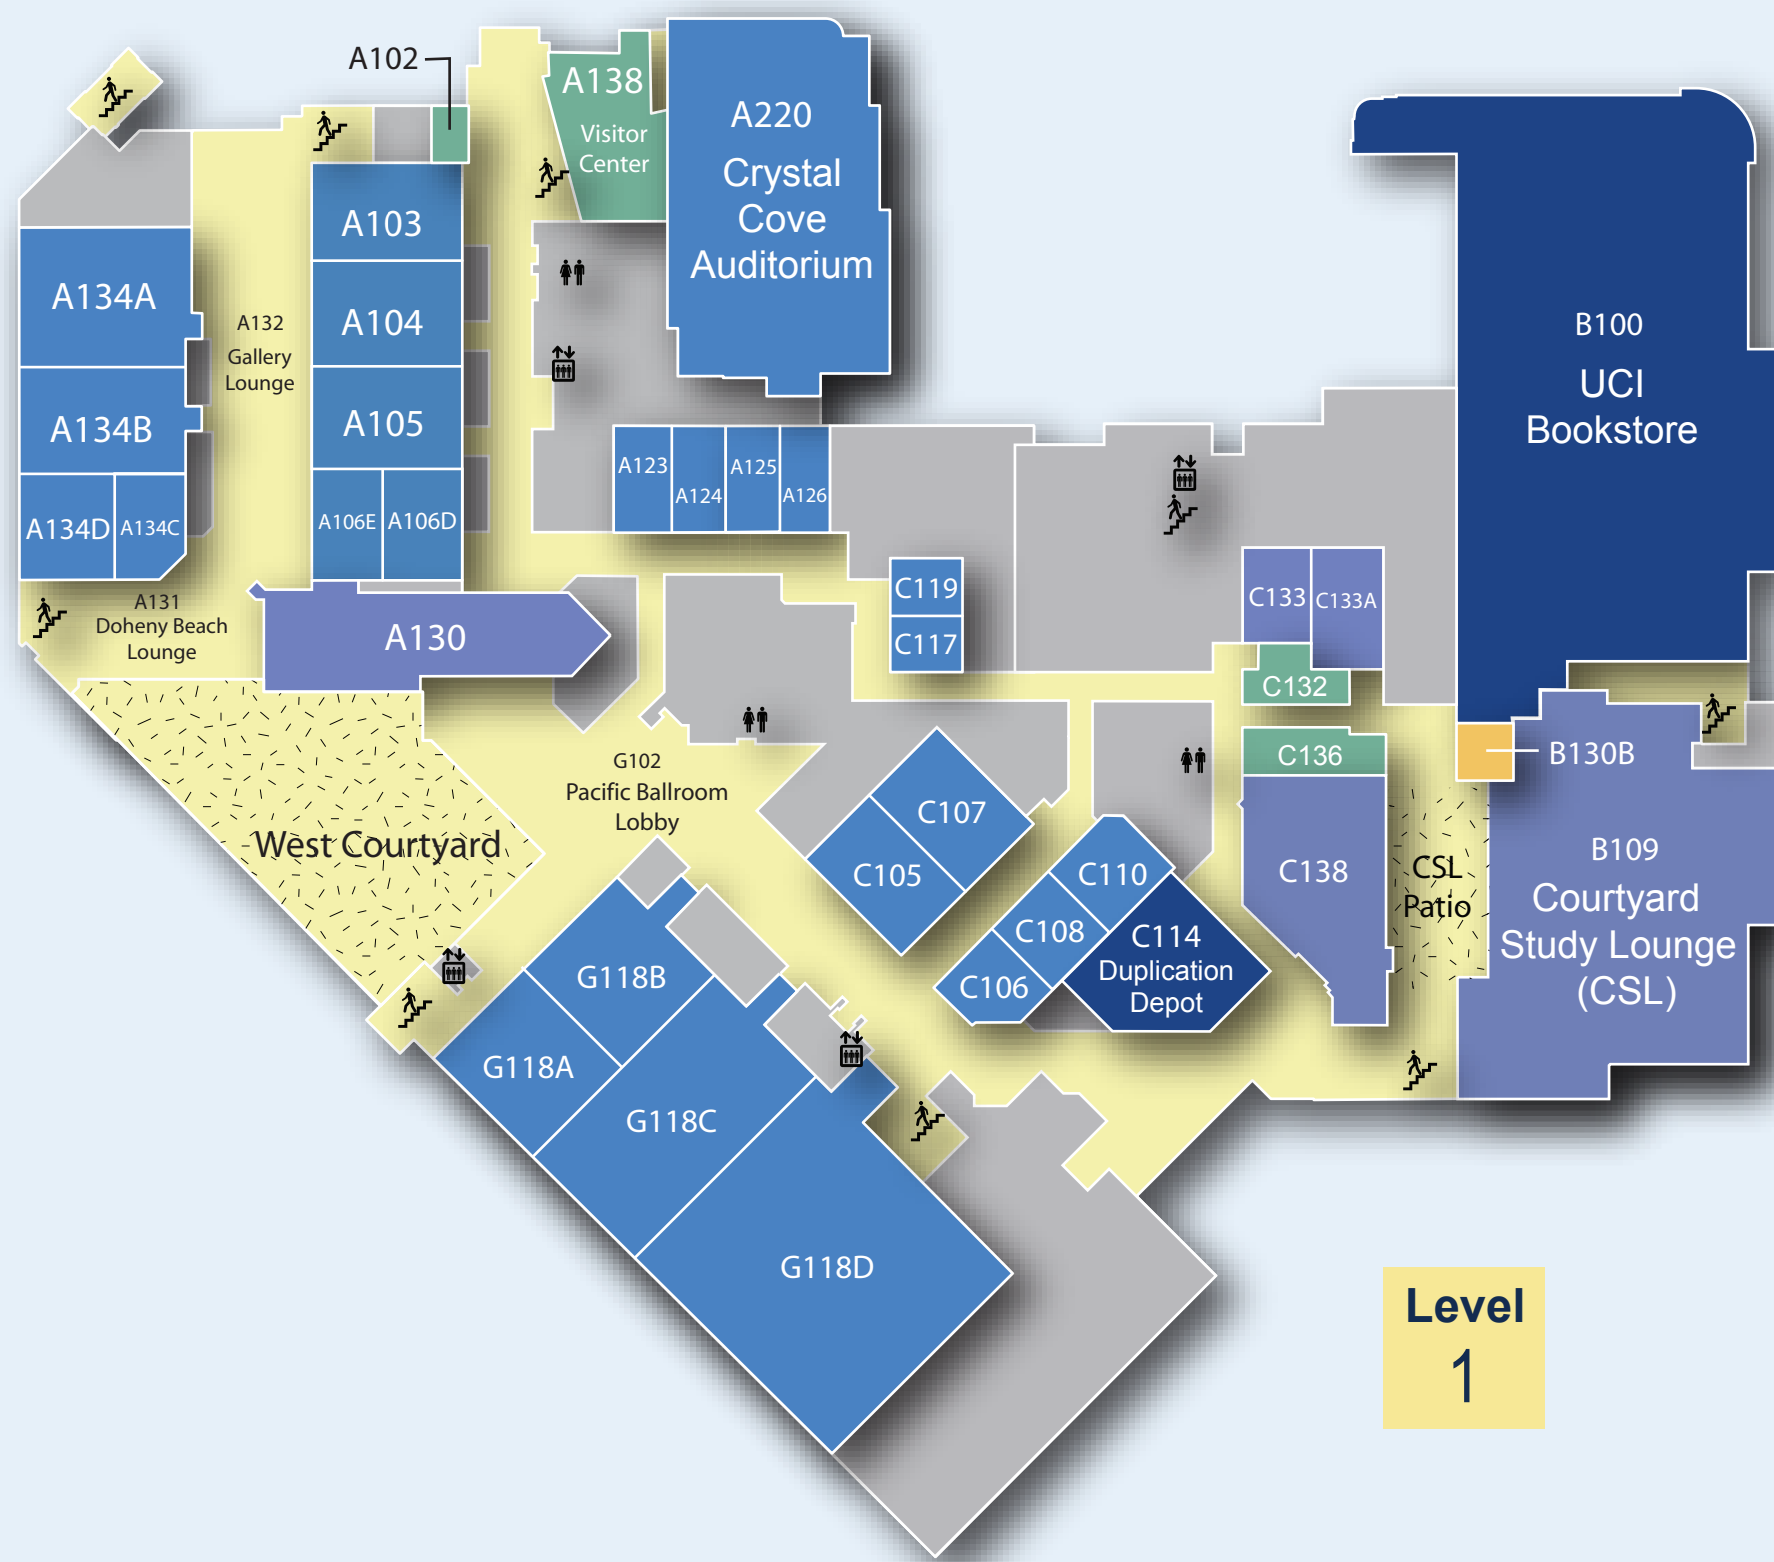 A102
A138
Visitor
Center
A220
Crystal
Cove
Auditorium
A103
A134A
A104
A132
Gallery
Lounge
B100
UCI
Bookstore
A134B
A105
A123
A124
A125
A126
A134D
A134C
A106E
A106D
C119
C117
C133
C133A
A131
Doheny Beach
Lounge
A130
C132
G102
Pacific Ballroom
Lobby
C136
B130B
West Courtyard
C107
C105
C110
C108
C106
C114
Duplication
Depot
C138
CSL
Patio
B109
Courtyard
Study Lounge
(CSL)
G118B
G118A
G118C
G118D
Level
1